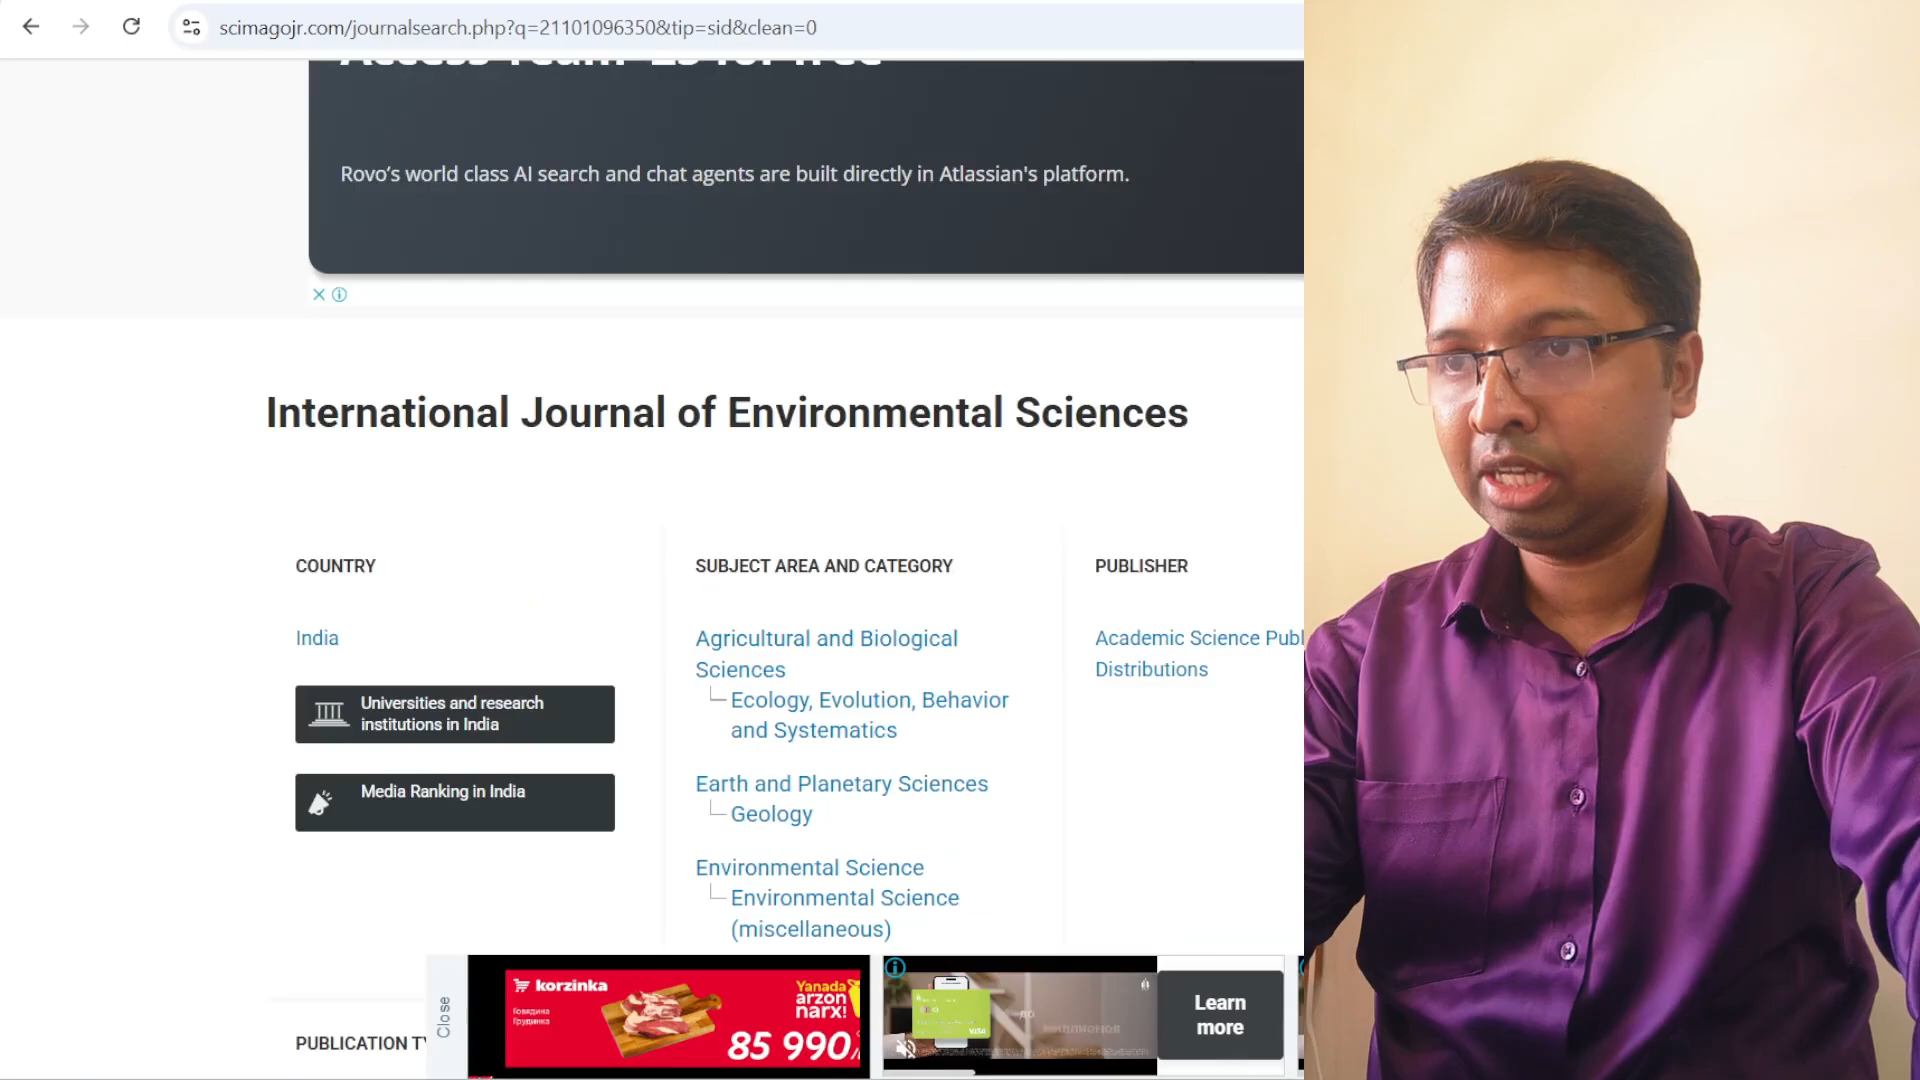 scimagojr.com/journalsearch.php?q=21101096350&tip=sid&clean=0
Rovo’s world class AI search and chat agents are built directly in Atlassian's platform.
International Journal of Environmental Sciences
COUNTRY
India
Universities and research
institutions in India
Media Ranking in India
SUBJECT AREA AND CATEGORY
Agricultural and Biological
Sciences
Ecology, Evolution, Behavior
and Systematics
Earth and Planetary Sciences
Geology
Environmental Science
Environmental Science
(miscellaneous)
PUBLISHER
Academic Science Publ
Distributions
PUBLICATION TY
Close
korzinka
Говядина
Грудинка
Yanada
arzon
narx!
85 990
VISA
Learn
more